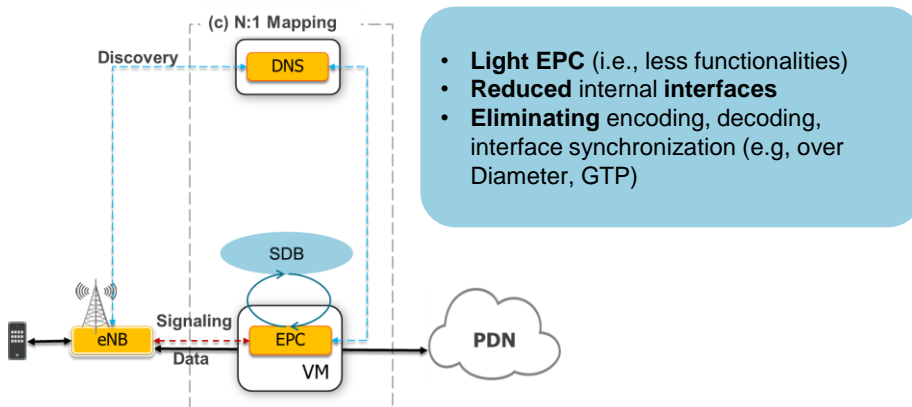 (c) N:1 Mapping
Discovery
DNS
• Light EPC (i.e., less functionalities)
• Reduced internal interfaces
• Eliminating encoding, decoding,
interface synchronization (e.g, over
Diameter, GTP)
SDB
Signaling
eNB
EPC
PDN
Data
VM